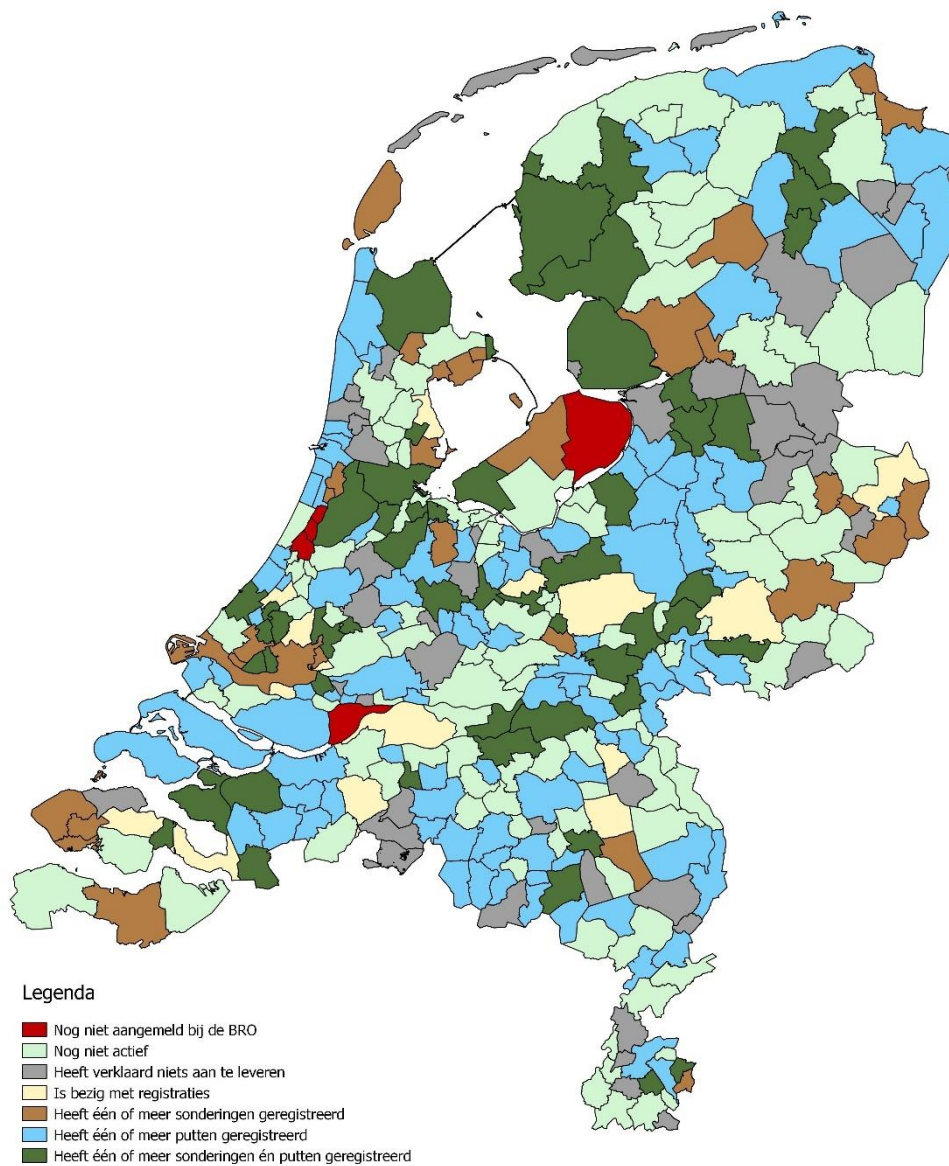 Legenda
Nog niet aangemeld bij de BRO
Nog niet actief
Heeft verklaard niets aan te leveren
Is bezig met registraties
Heeft één of meer sonderingen geregistreerd
Heeft één of meer putten geregistreerd
Heeft één of meer sonderingen én putten geregistreerd